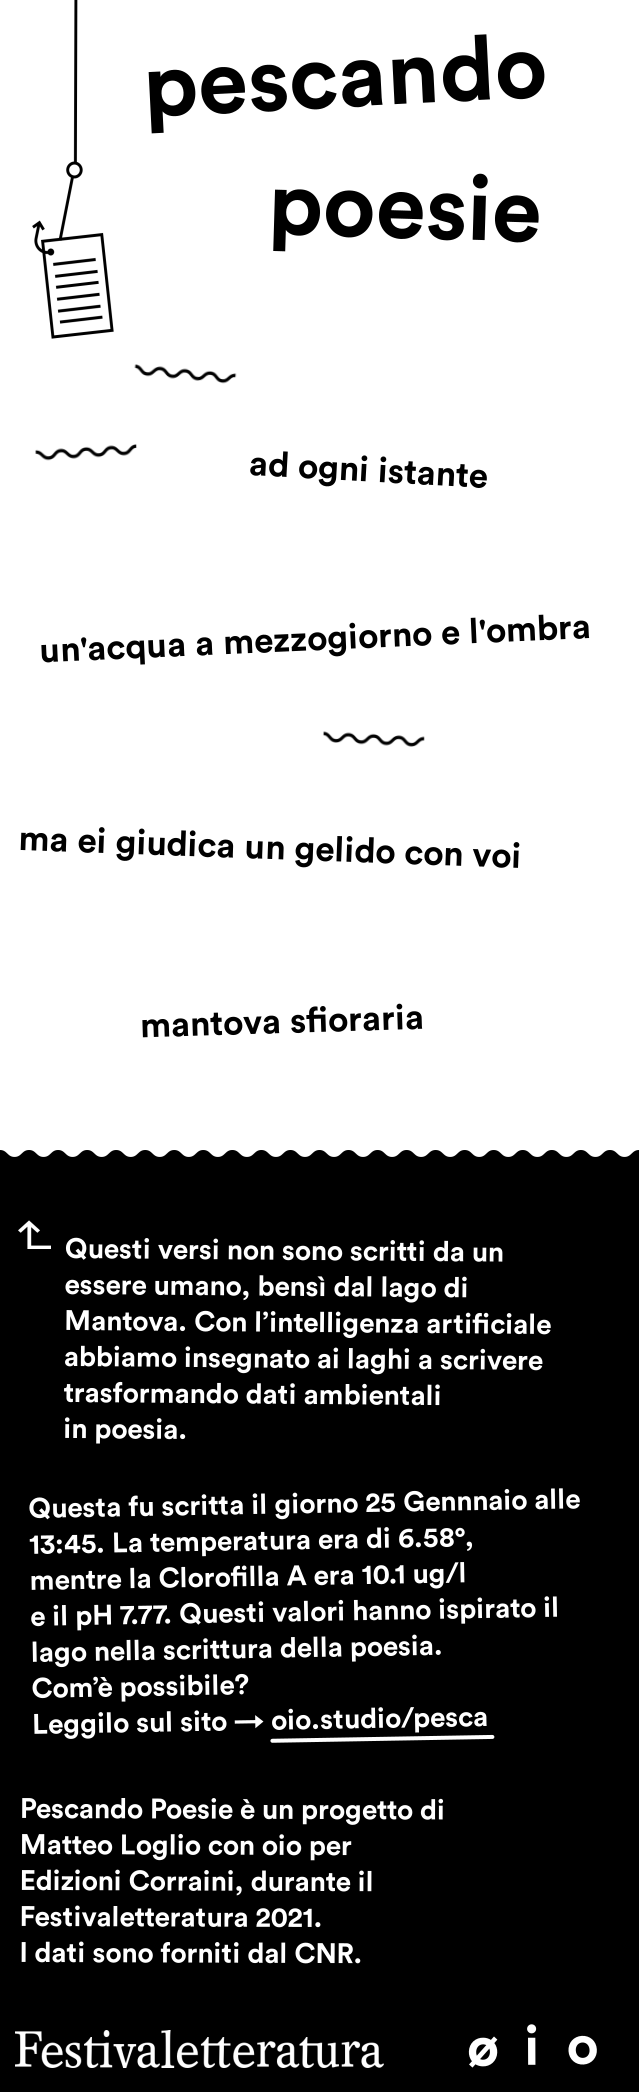 pescando
poesie
ad ogni istante
un'acqua a mezzogiorno e l'ombra
ma ei giudica un gelido con voi
mantova sfioraria
Questi versi non sono scritti da un
essere umano, bensì dal lago di
Mantova. Con l’intelligenza artificiale
abbiamo insegnato ai laghi a scrivere
trasformando dati ambientali
in poesia.
Questa fu scritta il giorno 25 Gennnaio alle
13:45. La temperatura era di 6.58°,
mentre la Clorofilla A era 10.1 ug/l
e il pH 7.77. Questi valori hanno ispirato il
lago nella scrittura della poesia.
Com’è possibile?
Leggilo sul sito → oio.studio/pesca
Pescando Poesie è un progetto di
Matteo Loglio con oio per
Edizioni Corraini, durante il
Festivaletteratura 2021.
I dati sono forniti dal CNR.
Festivaletteratura ø i o